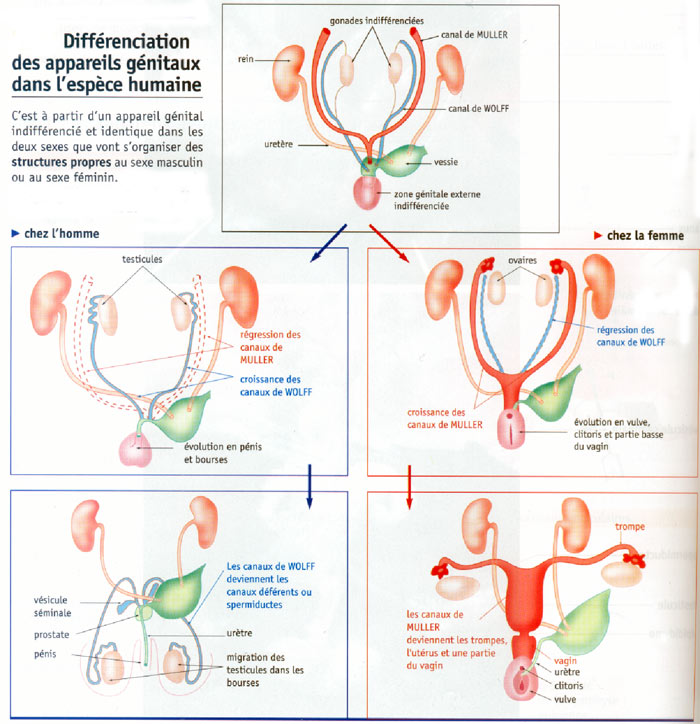 Différenciation
des appareils génitaux
dans l'espèce humaine
C'est à partir d'un appareil génital
indifférencié et identique dans les
deux sexes que vont s'organiser des
structures propres au sexe masculin
ou au sexe féminin.
gonades indifférenciées
canal de MULLER
rein
canal de WOLFF
uretère
vessie
zone génitale externe
indifférenciée
► chez l'homme
► chez la femme
testicules
régression des
canaux de
MULLER
croissance des
canaux de WOLFF
évolution en pénis
et bourses
ovaires
régression des
canaux de WOLFF
croissance des
canaux de MULLER
évolution en vulve,
clitoris et partie basse
du vagin
Les canaux de WOLFF
deviennent les
canaux déférents ou
spermiductes
vésicule
séminale
prostate
urètre
pénis
migration des
testicules dans les
bourses
trompe
les canaux de
MULLER
deviennent les trompes,
l'utérus et une partie
du vagin
vagin
urètre
clitoris
vulve